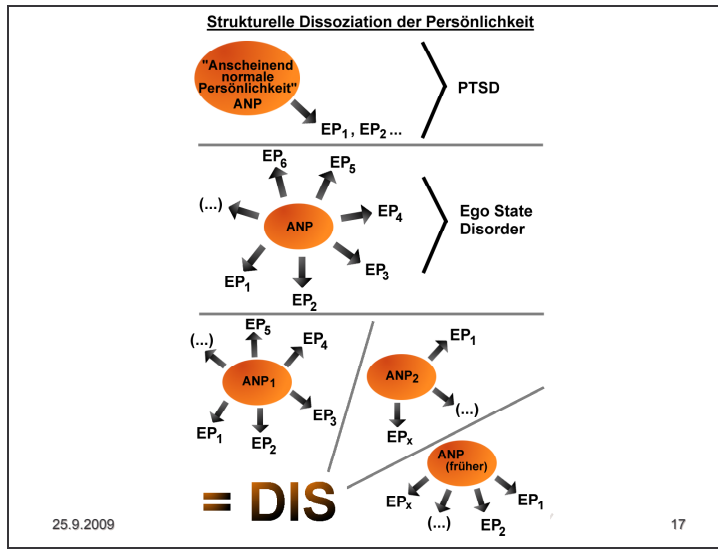 Strukturelle Dissoziation der Persönlichkeit
"Anscheinend
normale
Persönlichkeit"
ANP
EP1 , EP2 ...
PTSD
EP6
EP5
(...)
EP4
ANP
Ego State
Disorder
EP3
EP1
EP2
EP5
(...)
EP4
ANP1
EP3
EP1
EP2
EP1
ANP2
(...)
EPx
ANP
(früher)
EPx
EP1
(...)
EP2
= DIS
25.9.2009
17